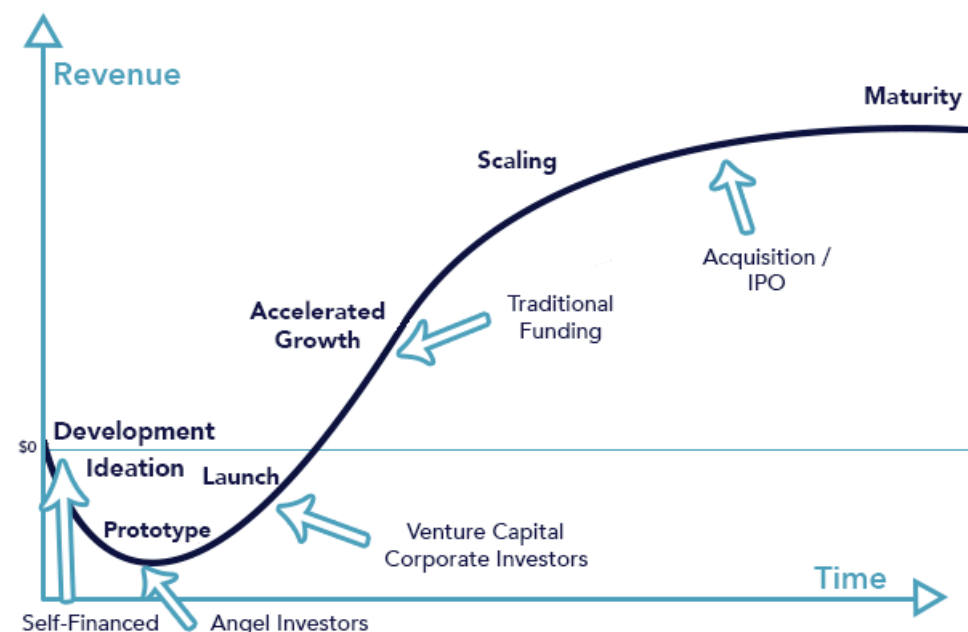 Revenue
Maturity
Scaling
Acquisition /
IPO
Accelerated
Growth
Traditional
Funding
$0
Development
Ideation
Launch
Prototype
Venture Capital
Corporate Investors
Time
Self-Financed
Angel Investors